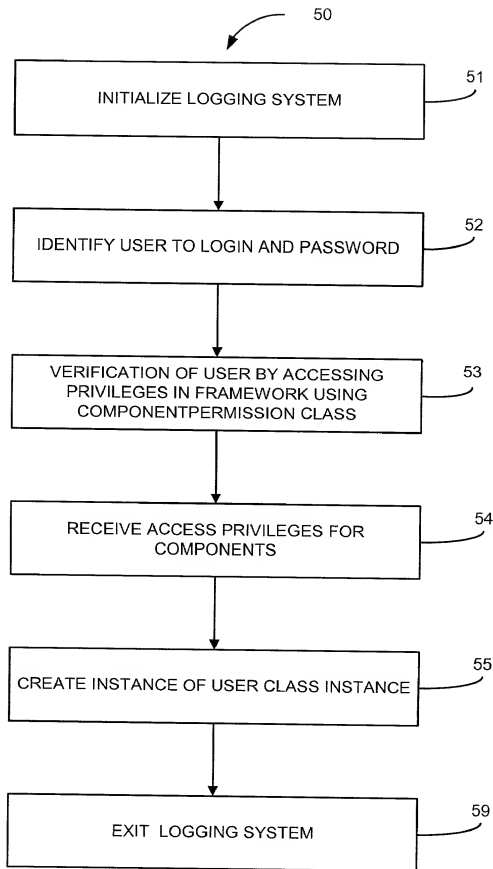 50
INITIALIZE LOGGING SYSTEM
51
IDENTIFY USER TO LOGIN AND PASSWORD
52
VERIFICATION OF USER BY ACCESSING
PRIVILEGES IN FRAMEWORK USING
COMPONENTPERMISSION CLASS
53
RECEIVE ACCESS PRIVILEGES FOR
COMPONENTS
54
CREATE INSTANCE OF USER CLASS INSTANCE
55
EXIT LOGGING SYSTEM
59